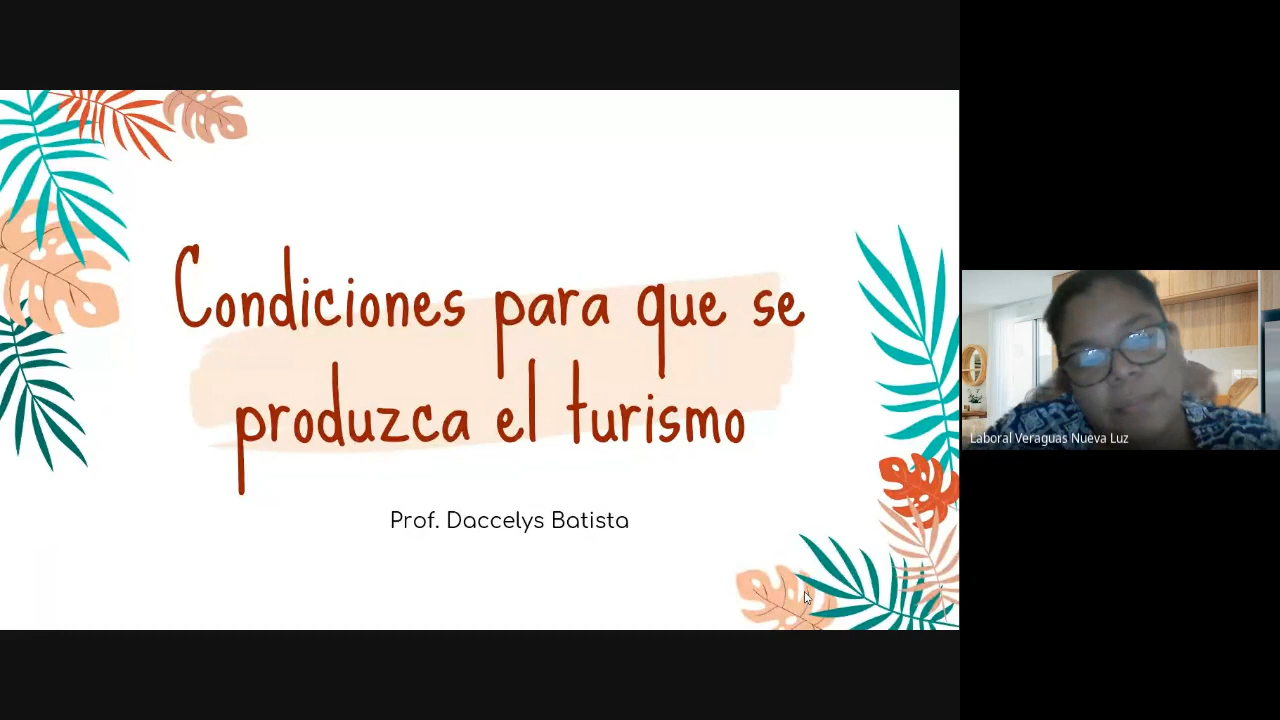 Condiciones para que se
produzca el turismo
Prof. Daccelys Batista
Laboral Veraguas Nueva Luz